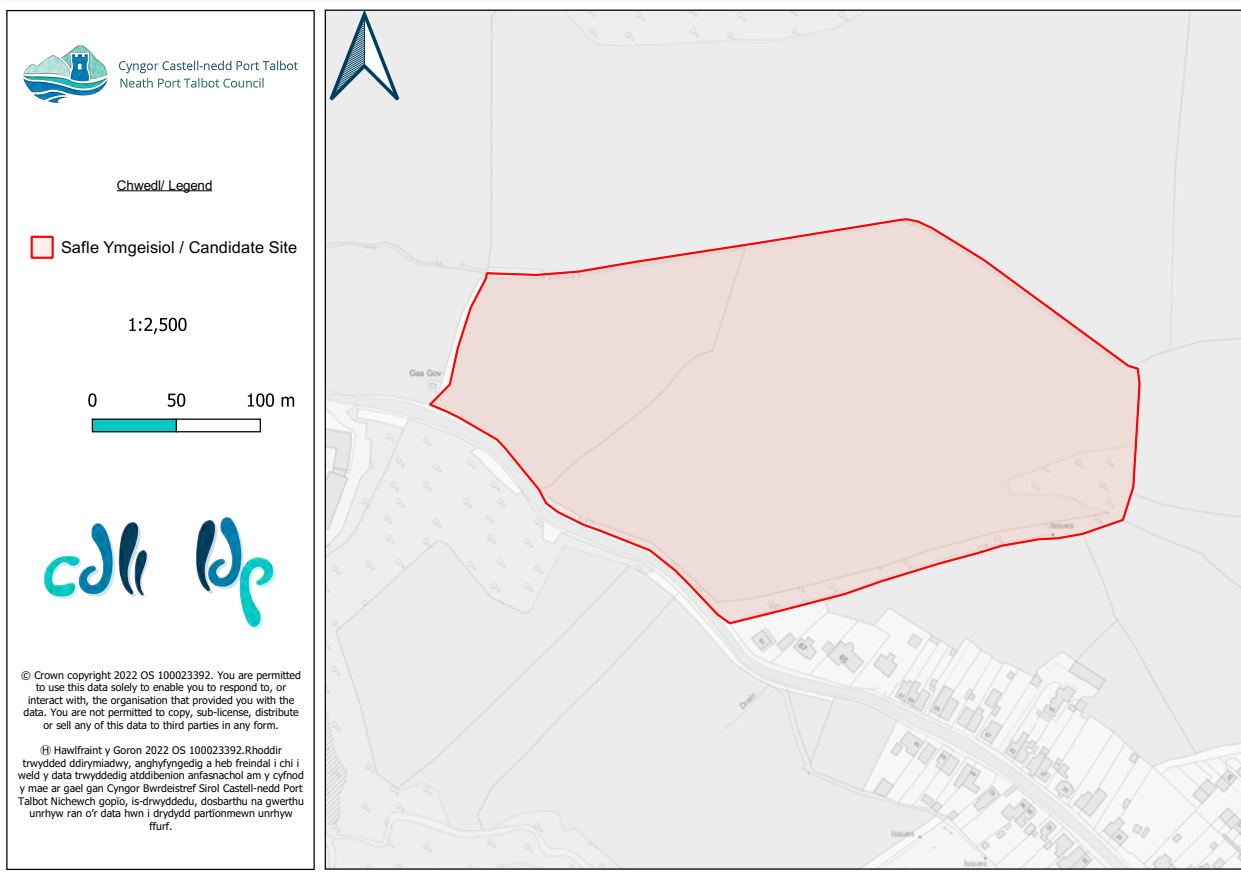 Cyngor Castell-nedd Port Talbot
Neath Port Talbot Council
Chwedl/ Legend
Safle Ymgeisiol / Candidate Site
1:2,500
0 50 100 m
cdll ldp
© Crown copyright 2022 OS 100023392. You are permitted
to use this data solely to enable you to respond to, or
interact with, the organisation that provided you with the
data. You are not permitted to copy, sub-license, distribute
or sell any of this data to third parties in any form.
Ⓗ Hawlfraint y Goron 2022 OS 100023392.Rhoddir
trwydded ddirymiadwy, anghyfyngedig a heb freindal i chi i
weld y data trwyddedig atddibenion anfasnachol am y cyfnod
y mae ar gael gan Cyngor Bwrdeistref Sirol Castell-nedd Port
Talbot Nichewch gopïo, is-drwyddedu, dosbarthu na gwerthu
unrhyw ran o'r data hwn i drydydd partïonmewn unrhyw
ffurf.
Gas Gov
Issues
67
65
Drain
Issues
Issues